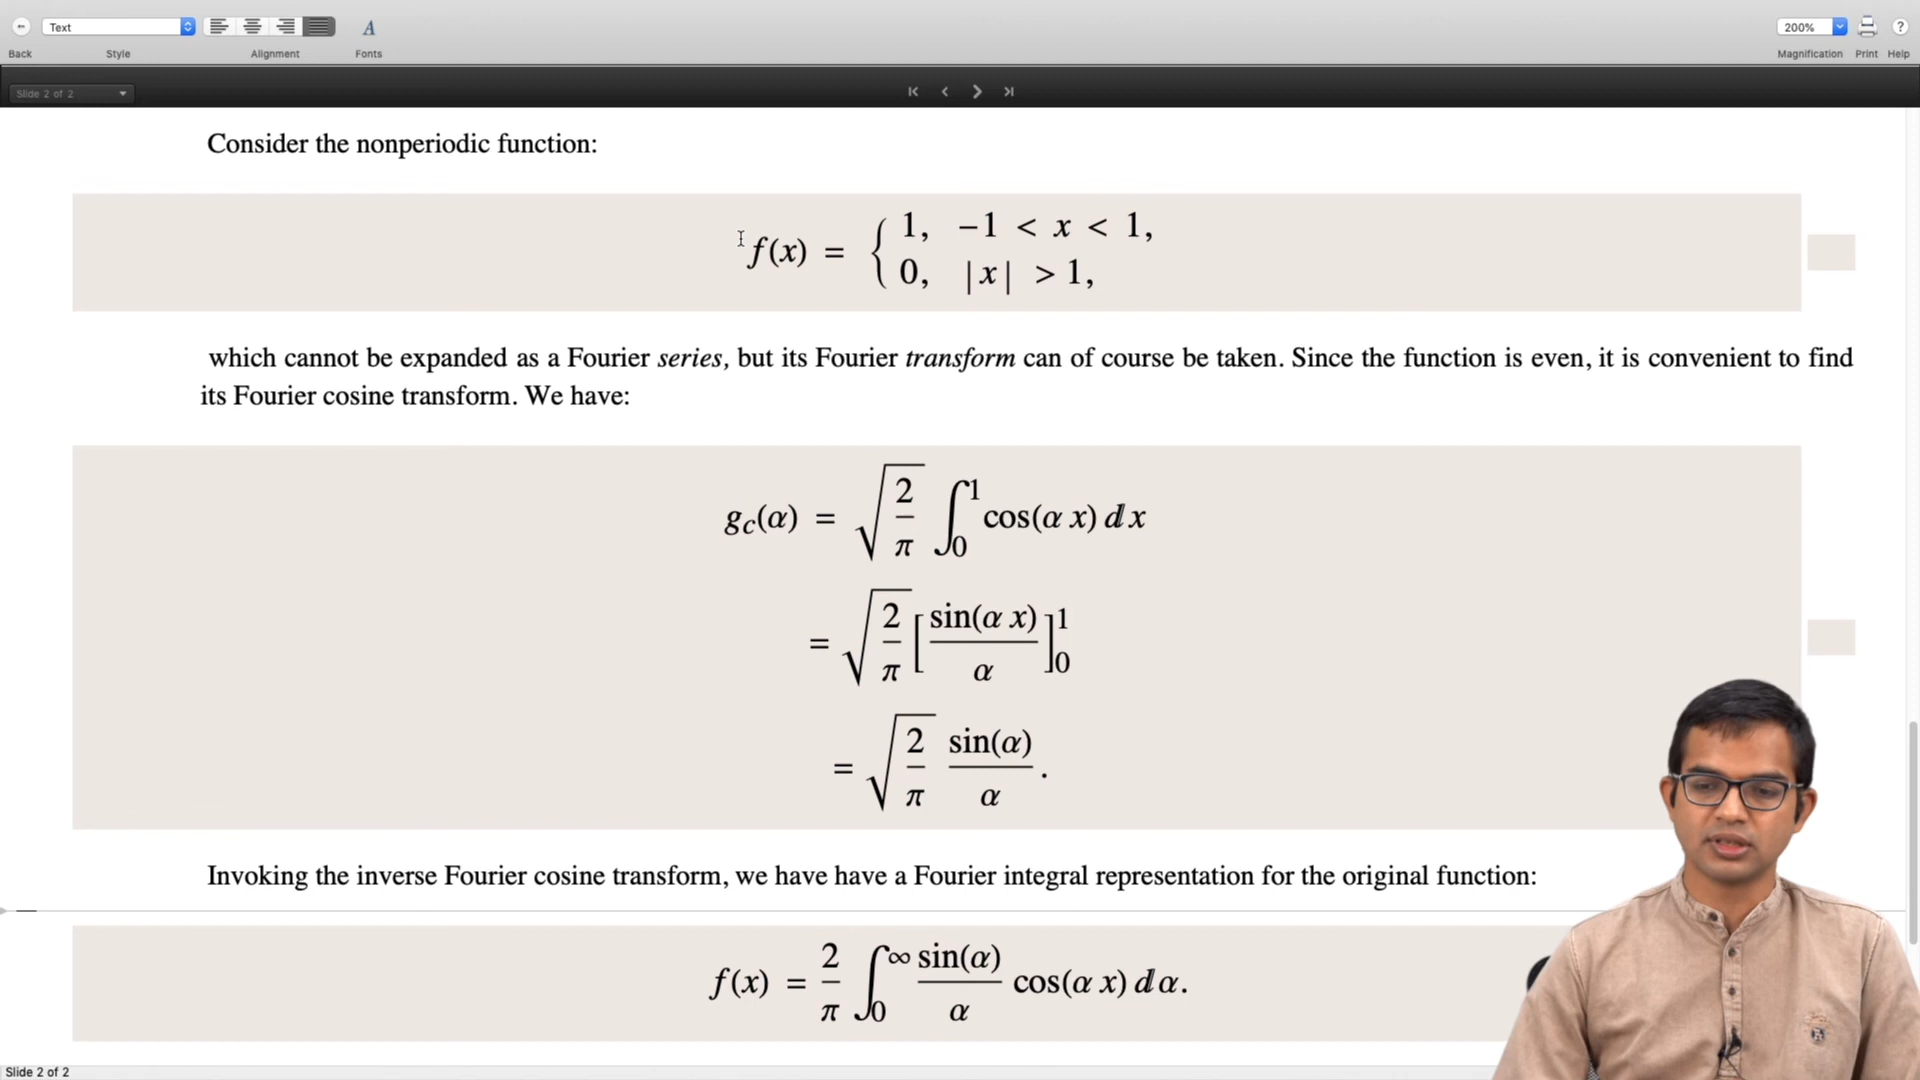 Text
200%
Back Style Alignment Fonts Magnification Print Help
Slide 2 of 2
Consider the nonperiodic function:
f(x) = { 1, −1 < x < 1,
0, |x| > 1,
which cannot be expanded as a Fourier series, but its Fourier transform can of course be taken. Since the function is even, it is convenient to find
its Fourier cosine transform. We have:
g_c(α) = √(2/π) ∫_0^1 cos(α x) ⅆx
= √(2/π) [sin(α x)/α]_0^1
= √(2/π) sin(α)/α.
Invoking the inverse Fourier cosine transform, we have have a Fourier integral representation for the original function:
f(x) = 2/π ∫_0^∞ sin(α)/α cos(α x) ⅆα.
Slide 2 of 2